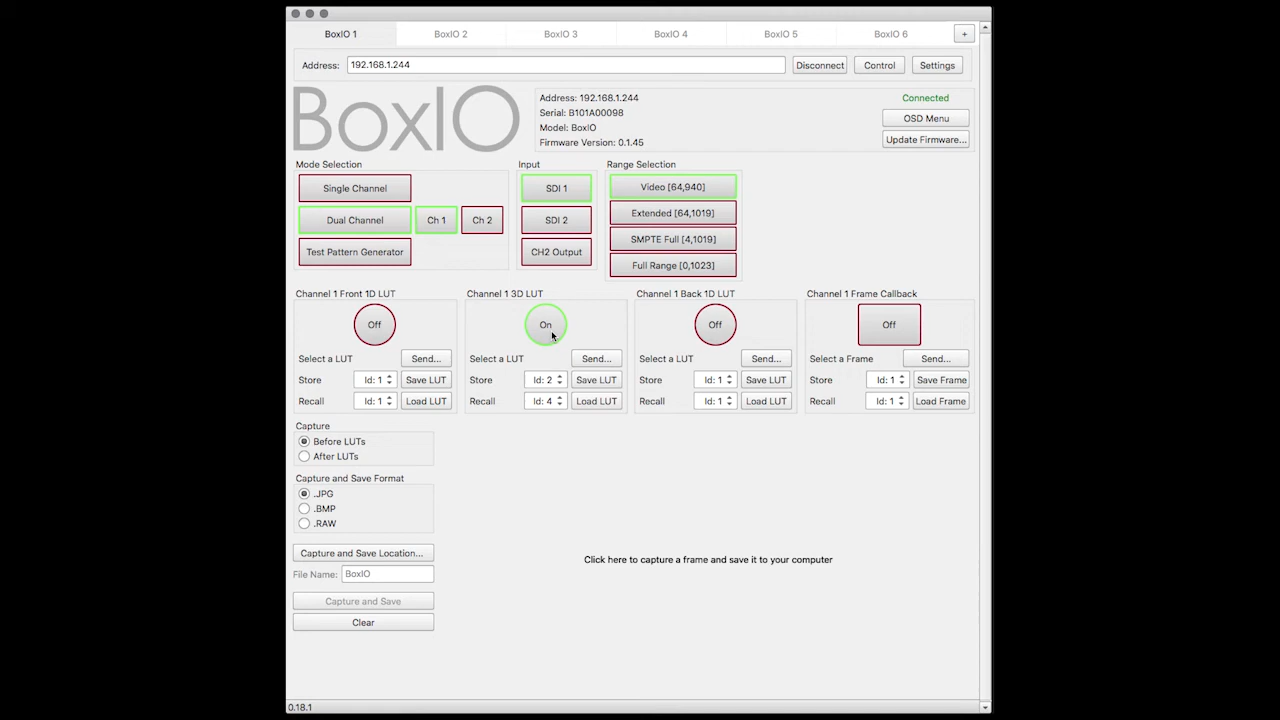 BoxIO 1 BoxIO 2 BoxIO 3 BoxIO 4 BoxIO 5 BoxIO 6 +
Address: 192.168.1.244 Disconnect Control Settings
BoxIO
Address: 192.168.1.244
Serial: B101A00098
Model: BoxIO
Firmware Version: 0.1.45
Connected
OSD Menu
Update Firmware...
Mode Selection
Single Channel
Dual Channel Ch 1 Ch 2
Test Pattern Generator
Input
SDI 1
SDI 2
CH2 Output
Range Selection
Video [64,940]
Extended [64,1019]
SMPTE Full [4,1019]
Full Range [0,1023]
Channel 1 Front 1D LUT
Off
Select a LUT Send...
Store Id: 1 Save LUT
Recall Id: 1 Load LUT
Channel 1 3D LUT
On
Select a LUT Send...
Store Id: 2 Save LUT
Recall Id: 4 Load LUT
Channel 1 Back 1D LUT
Off
Select a LUT Send...
Store Id: 1 Save LUT
Recall Id: 1 Load LUT
Channel 1 Frame Callback
Off
Select a Frame Send...
Store Id: 1 Save Frame
Recall Id: 1 Load Frame
Capture
Before LUTs
After LUTs
Capture and Save Format
.JPG
.BMP
.RAW
Capture and Save Location...
File Name: BoxIO
Capture and Save
Clear
Click here to capture a frame and save it to your computer
0.18.1